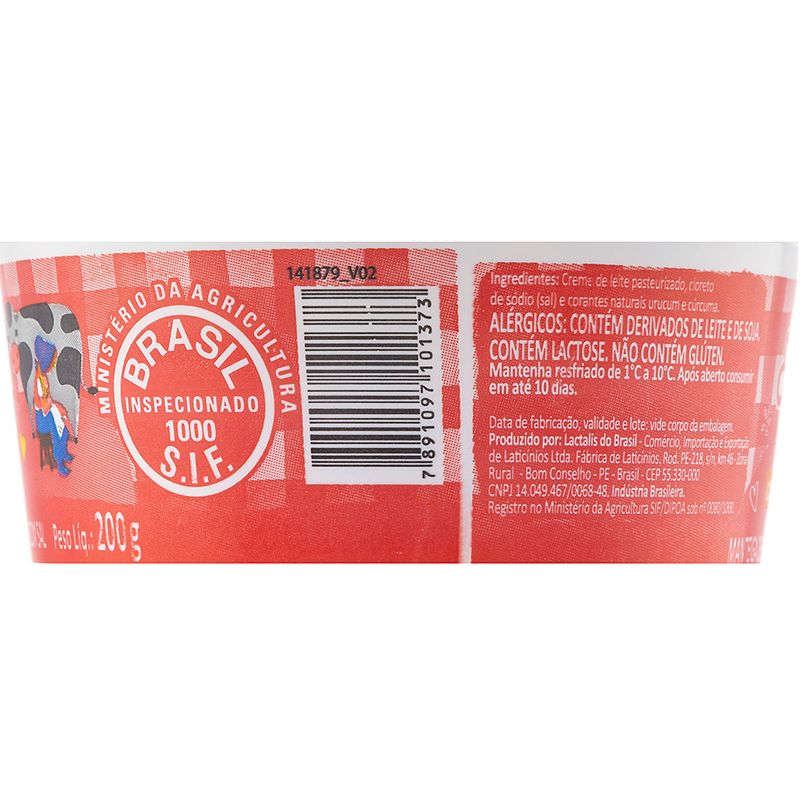 141879_V02
MINISTÉRIO DA AGRICULTURA
BRASIL
INSPECIONADO
1000
S.I.F.
7 891097 101373
SAL Peso Líq.: 200 g
Ingredientes: Creme de leite pasteurizado, cloreto
de sódio (sal) e corantes naturais urucum e cúrcuma.
ALÉRGICOS: CONTÉM DERIVADOS DE LEITE E DE SOJA.
CONTÉM LACTOSE. NÃO CONTÉM GLÚTEN.
Mantenha resfriado de 1°C a 10°C. Após aberto consumir
em até 10 dias.
Data de fabricação, validade e lote: vide corpo da embalagem.
Produzido por: Lactalis do Brasil - Comércio, Importação e Exportação
de Laticínios Ltda. Fábrica de Laticínios. Rod. PE-218, s/n, km 46 - Zona
Rural - Bom Conselho - PE - Brasil - CEP 55.330-000
CNPJ 14.049.467/0068-48. Indústria Brasileira.
Registro no Ministério da Agricultura SIF/DIPOA sob nº 0080/1000.